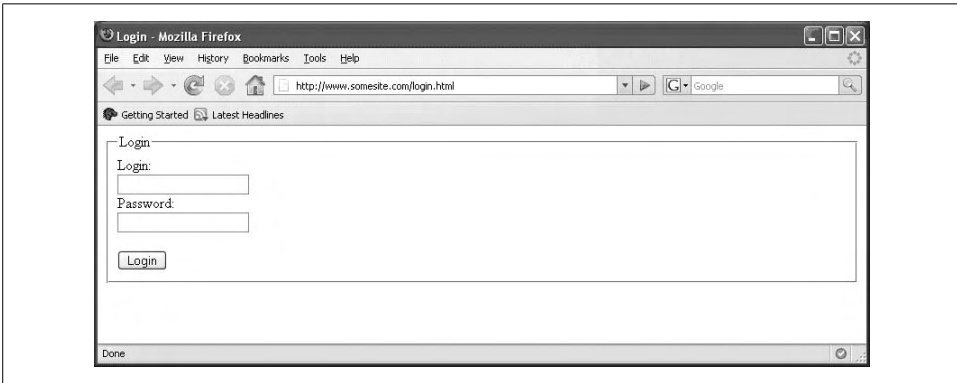 Login - Mozilla Firefox
File Edit View History Bookmarks Tools Help
http://www.somesite.com/login.html G Google
Getting Started Latest Headlines
Login
Login:
Password:
Login
Done